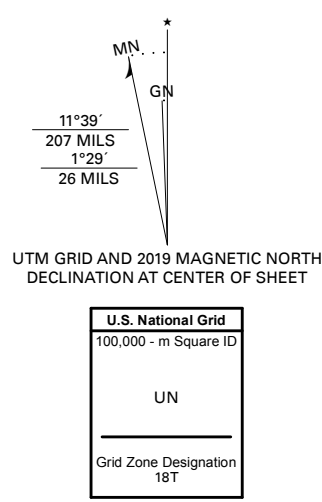 MN
GN
11°39´
207 MILS
1°29´
26 MILS
UTM GRID AND 2019 MAGNETIC NORTH
DECLINATION AT CENTER OF SHEET
U.S. National Grid
100,000 - m Square ID
UN
Grid Zone Designation
18T